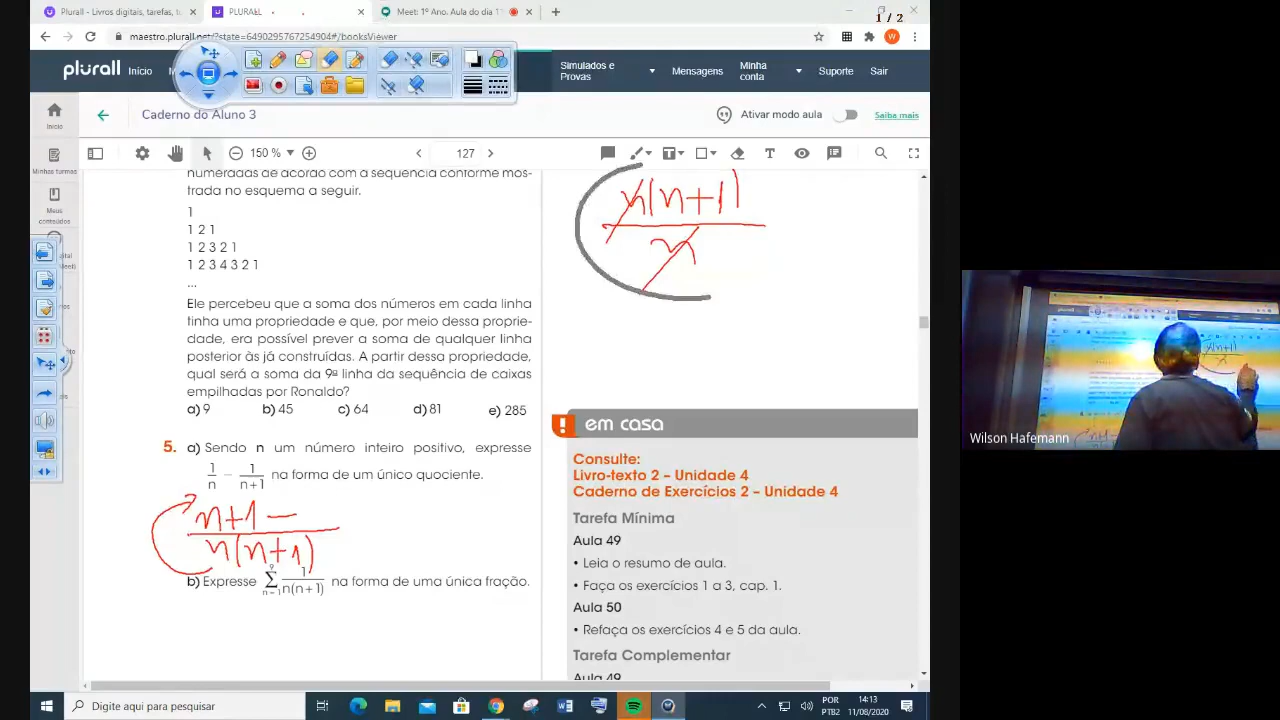 Plurall - Livros digitais, tarefas, t
PLURALL
Meet: 1º Ano. Aula do dia 1
1 / 2
maestro.plurall.net/?state=6490295767254904#/booksViewer
W
plurall
Início
Simulados e Provas
Mensagens
Minha conta
Suporte
Sair
Início
Caderno do Aluno 3
Ativar modo aula
Saiba mais
Minhas turmas
150 %
127
T
Meus conteúdos
numeradas de acordo com a sequência conforme mos-
trada no esquema a seguir.
1
1 2 1
1 2 3 2 1
1 2 3 4 3 2 1
...
Ele percebeu que a soma dos números em cada linha
tinha uma propriedade e que, por meio dessa proprie-
dade, era possível prever a soma de qualquer linha
posterior às já construídas. A partir dessa propriedade,
qual será a soma da 9ª linha da sequência de caixas
empilhadas por Ronaldo?
a) 9 b) 45 c) 64 d) 81 e) 285
5. a) Sendo n um número inteiro positivo, expresse
1/n − 1/(n+1) na forma de um único quociente.
n+1 −
n(n+1)
b) Expresse 9 ∑ n = 1 1/n(n+1) na forma de uma única fração.
n(n+1)
n
! em casa
Consulte:
Livro-texto 2 – Unidade 4
Caderno de Exercícios 2 – Unidade 4
Tarefa Mínima
Aula 49
• Leia o resumo de aula.
• Faça os exercícios 1 a 3, cap. 1.
Aula 50
• Refaça os exercícios 4 e 5 da aula.
Tarefa Complementar
Aula 49
Wilson Hafemann
Digite aqui para pesquisar
POR
PTB2
14:13
11/08/2020